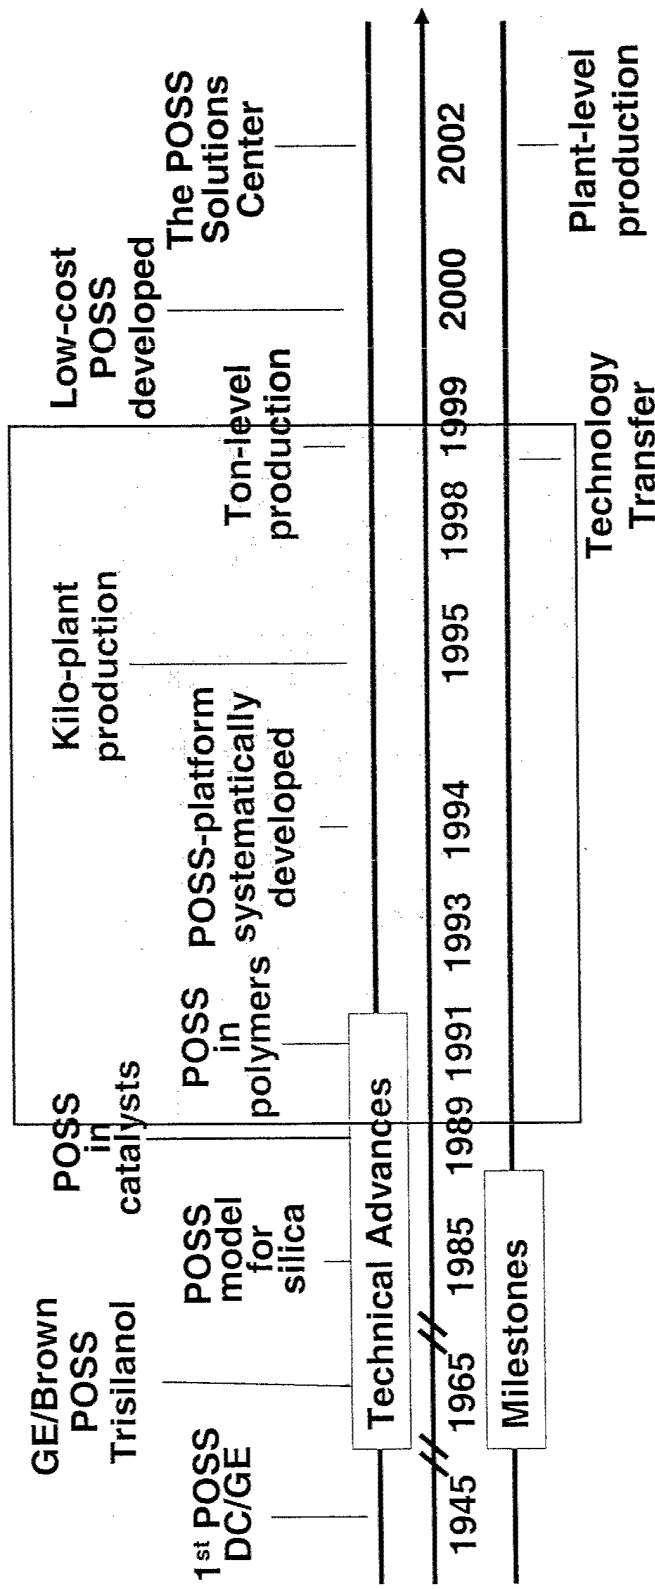 1st POSS
DC/GE
GE/Brown
POSS
Trisilanol
POSS
model
for
silica
POSS
in
catalysts
POSS
in
polymers
POSS-platform
systematically
developed
Kilo-plant
production
Ton-level
production
Low-cost
POSS
developed
The POSS
Solutions
Center
Technical Advances
1945 1965 1985 1989 1991 1993 1994 1995 1998 1999 2000 2002
Milestones
Technology
Transfer
Plant-level
production